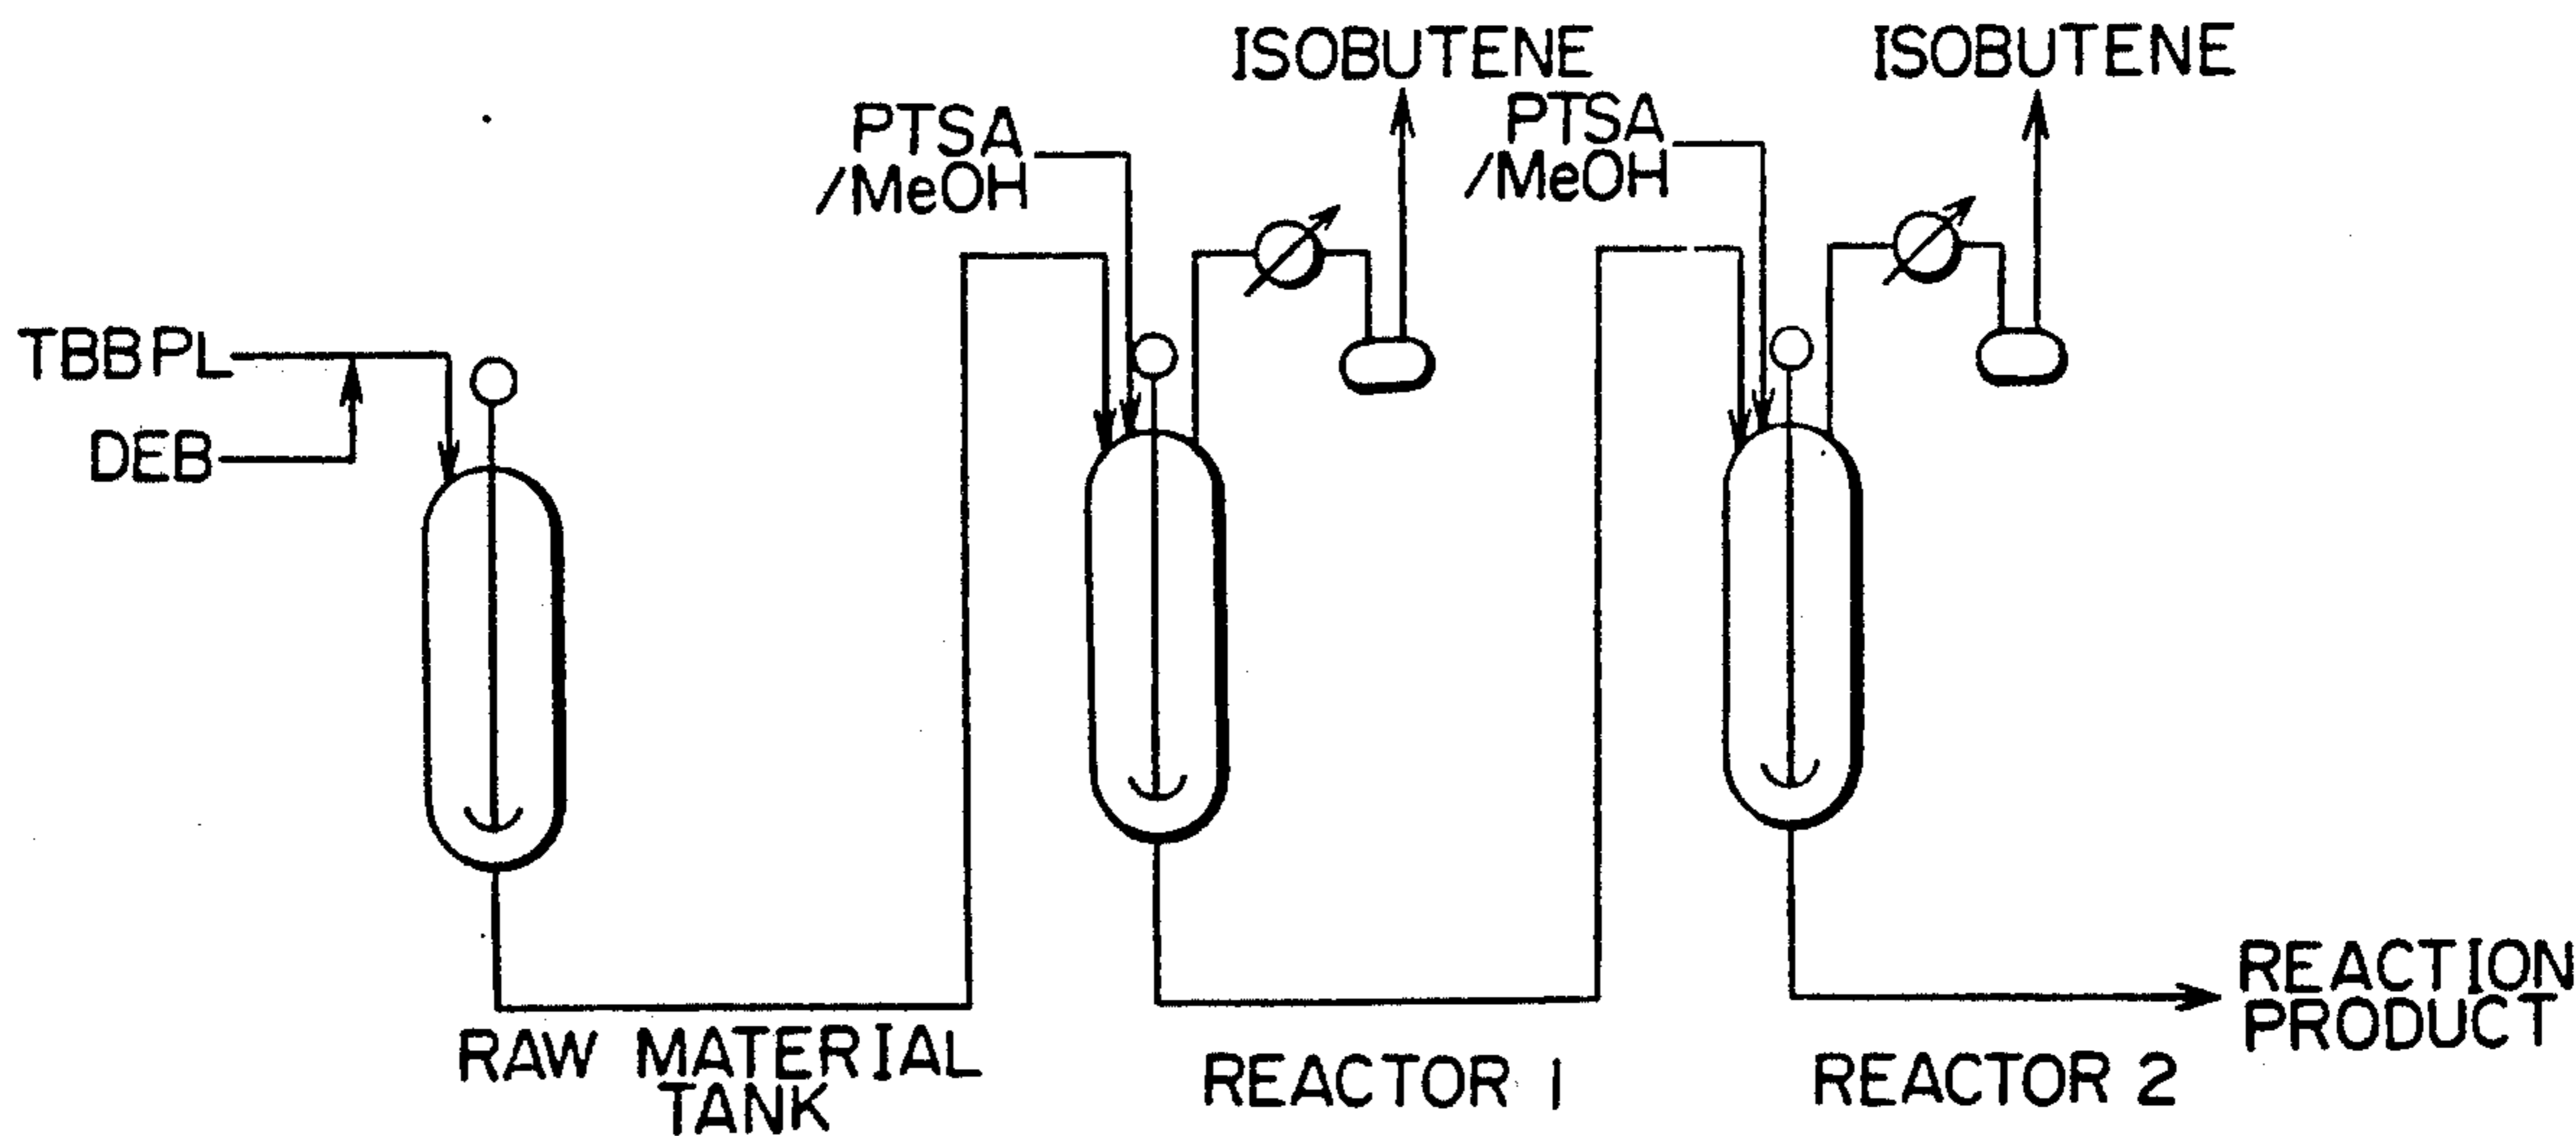 ISOBUTENE
ISOBUTENE
PTSA
/MeOH
PTSA
/MeOH
TBBPL
DEB
RAW MATERIAL
TANK
REACTOR 1
REACTOR 2
REACTION
PRODUCT